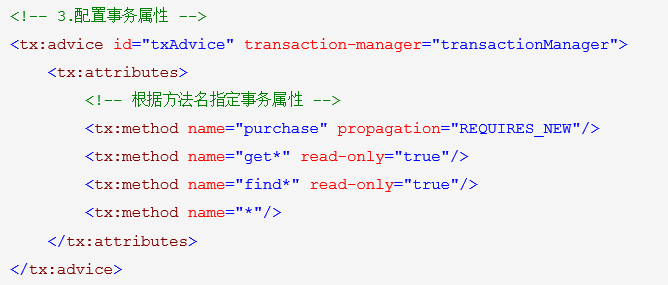 <!-- 3.配置事务属性 -->
<tx:advice id="txAdvice" transaction-manager="transactionManager">
    <tx:attributes>
        <!-- 根据方法名指定事务属性 -->
        <tx:method name="purchase" propagation="REQUIRES_NEW"/>
        <tx:method name="get*" read-only="true"/>
        <tx:method name="find*" read-only="true"/>
        <tx:method name="*"/>
    </tx:attributes>
</tx:advice>